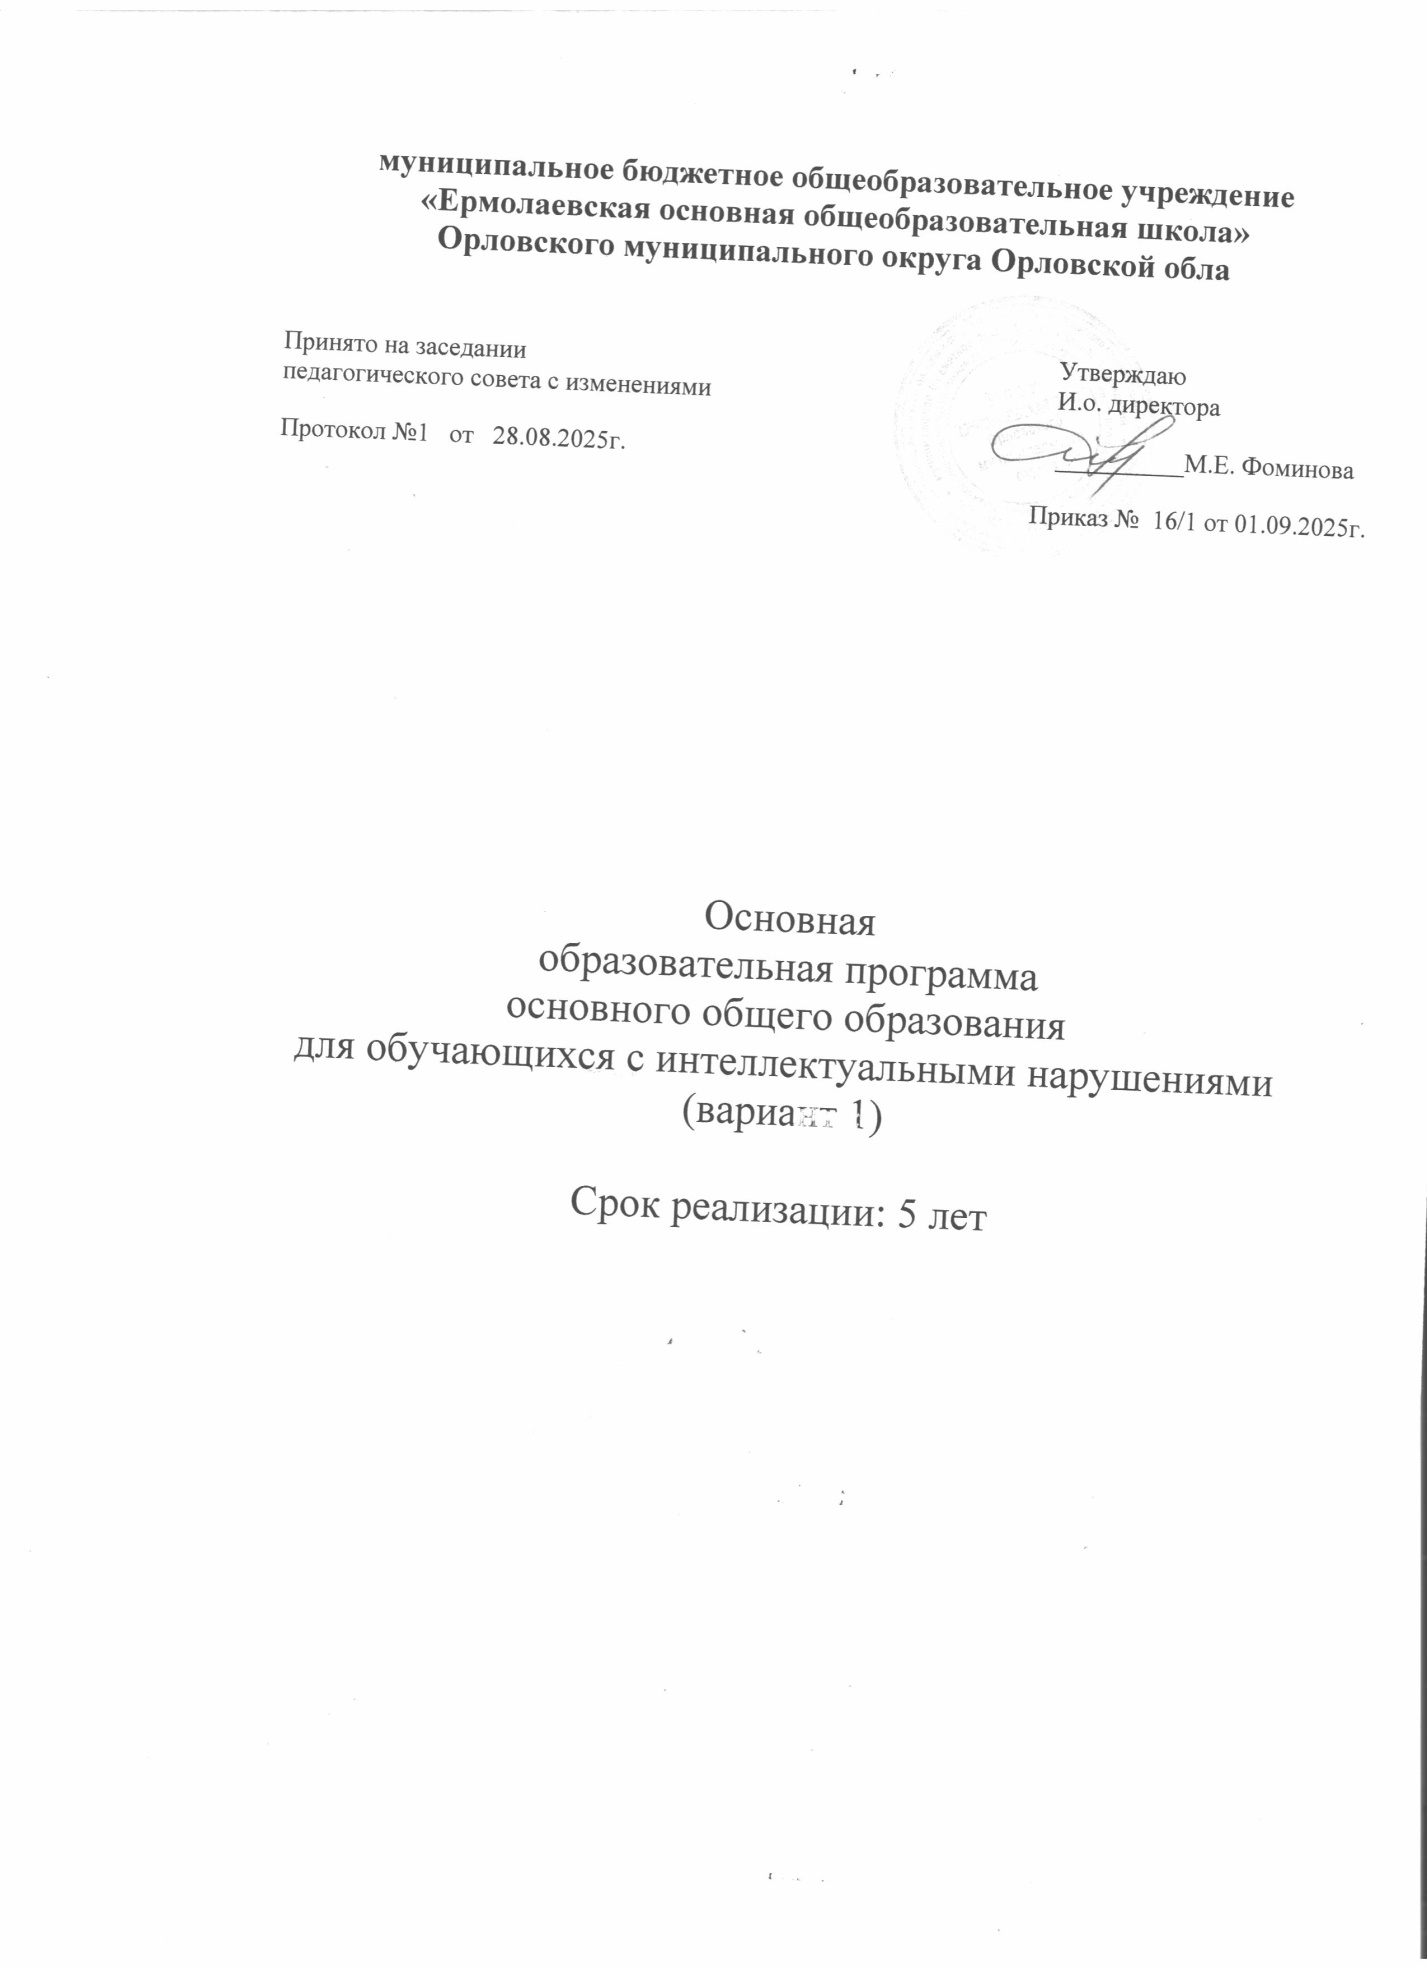 муниципальное бюджетное общеобразовательное учреждение
«Ермолаевская основная общеобразовательная школа»
Орловского муниципального округа Орловской обла
Принято на заседании
педагогического совета с изменениями
Протокол №1 от 28.08.2025г.
Утверждаю
И.о. директора
__________М.Е. Фоминова
Приказ № 16/1 от 01.09.2025г.
Основная
образовательная программа
основного общего образования
для обучающихся с интеллектуальными нарушениями
(вариант 1)
Срок реализации: 5 лет